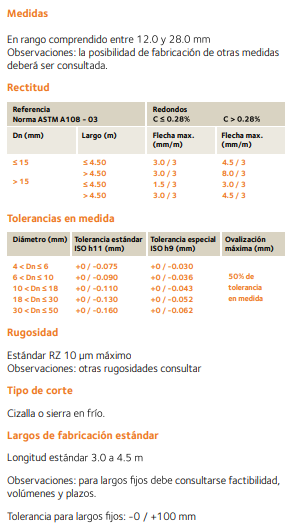 Medidas
En rango comprendido entre 12.0 y 28.0 mm
Observaciones: la posibilidad de fabricación de otras medidas
deberá ser consultada.
Rectitud
Referencia Redondos
Norma ASTM A108 - 03 C ≤ 0.28% C > 0.28%
Dn (mm) Largo (m) Flecha max. (mm/m) Flecha max. (mm/m)
≤ 15 ≤ 4.50 3.0 / 3 4.5 / 3
> 4.50 3.0 / 3 8.0 / 3
> 15 ≤ 4.50 1.5 / 3 3.0 / 3
> 4.50 3.0 / 3 4.5 / 3
Tolerancias en medida
Diámetro (mm) Tolerancia estándar ISO h11 (mm) Tolerancia especial ISO h9 (mm) Ovalización máxima (mm)
4 < Dn ≤ 6 +0 / -0.075 +0 / -0.030 50% de
6 < Dn ≤ 10 +0 / -0.090 +0 / -0.036 tolerancia
10 < Dn ≤ 18 +0 / -0.110 +0 / -0.043 en medida
18 < Dn ≤ 30 +0 / -0.130 +0 / -0.052
30 < Dn ≤ 50 +0 / -0.160 +0 / -0.062
Rugosidad
Estándar RZ 10 µm máximo
Observaciones: otras rugosidades consultar
Tipo de corte
Cizalla o sierra en frío.
Largos de fabricación estándar
Longitud estándar 3.0 a 4.5 m
Observaciones: para largos fijos debe consultarse factibilidad,
volúmenes y plazos.
Tolerancia para largos fijos: -0 / +100 mm